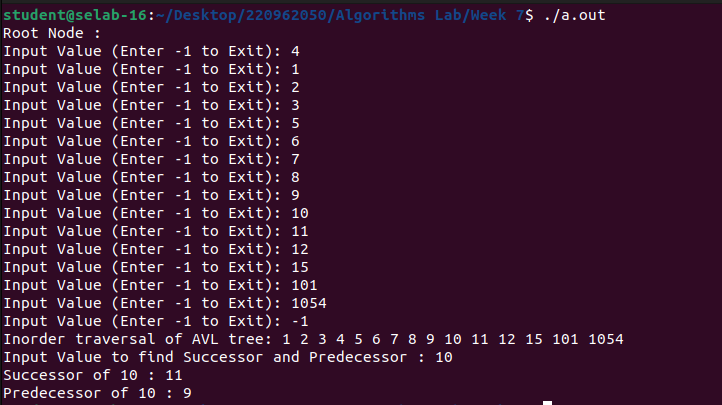 student@selab-16:~/Desktop/220962050/Algorithms Lab/Week 7$ ./a.out
Root Node :
Input Value (Enter -1 to Exit): 4
Input Value (Enter -1 to Exit): 1
Input Value (Enter -1 to Exit): 2
Input Value (Enter -1 to Exit): 3
Input Value (Enter -1 to Exit): 5
Input Value (Enter -1 to Exit): 6
Input Value (Enter -1 to Exit): 7
Input Value (Enter -1 to Exit): 8
Input Value (Enter -1 to Exit): 9
Input Value (Enter -1 to Exit): 10
Input Value (Enter -1 to Exit): 11
Input Value (Enter -1 to Exit): 12
Input Value (Enter -1 to Exit): 15
Input Value (Enter -1 to Exit): 101
Input Value (Enter -1 to Exit): 1054
Input Value (Enter -1 to Exit): -1
Inorder traversal of AVL tree: 1 2 3 4 5 6 7 8 9 10 11 12 15 101 1054
Input Value to find Successor and Predecessor : 10
Successor of 10 : 11
Predecessor of 10 : 9